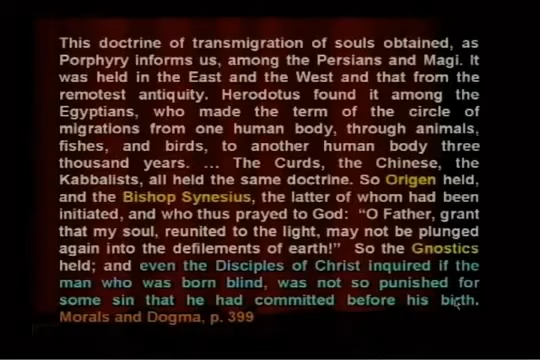 This doctrine of transmigration of souls obtained, as
Porphyry informs us, among the Persians and Magi. It
was held in the East and the West and that from the
remotest antiquity. Herodotus found it among the
Egyptians, who made the term of the circle of
migrations from one human body, through animals,
fishes, and birds, to another human body three
thousand years. ... The Curds, the Chinese, the
Kabbalists, all held the same doctrine. So Origen held,
and the Bishop Synesius, the latter of whom had been
initiated, and who thus prayed to God: “O Father, grant
that my soul, reunited to the light, may not be plunged
again into the defilements of earth!” So the Gnostics
held; and even the Disciples of Christ inquired if the
man who was born blind, was not so punished for
some sin that he had committed before his birth.
Morals and Dogma, p. 399